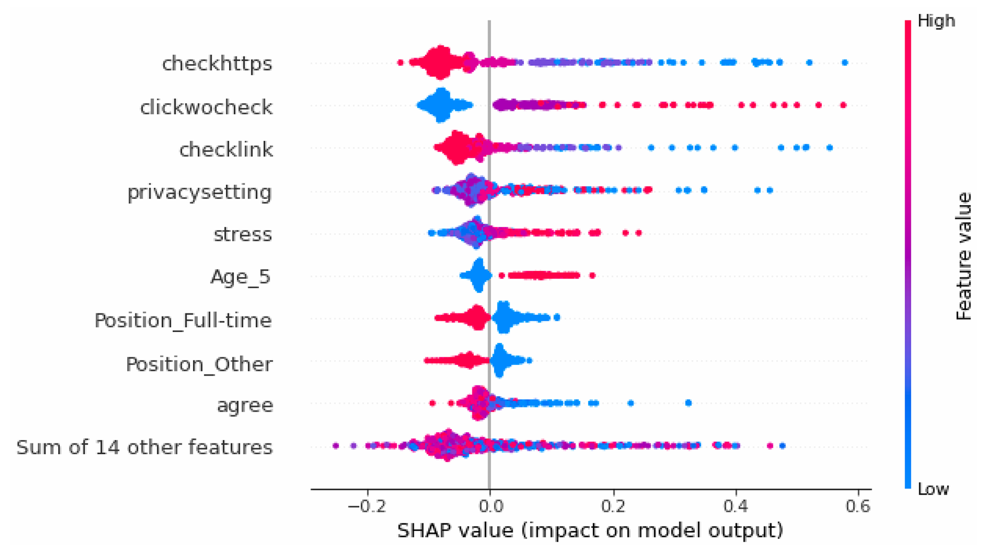 High
checkhttps
clickwocheck
checklink
privacysetting
stress
Age_5
Position_Full-time
Position_Other
agree
Sum of 14 other features
Feature value
Low
−0.2 0.0 0.2 0.4 0.6
SHAP value (impact on model output)